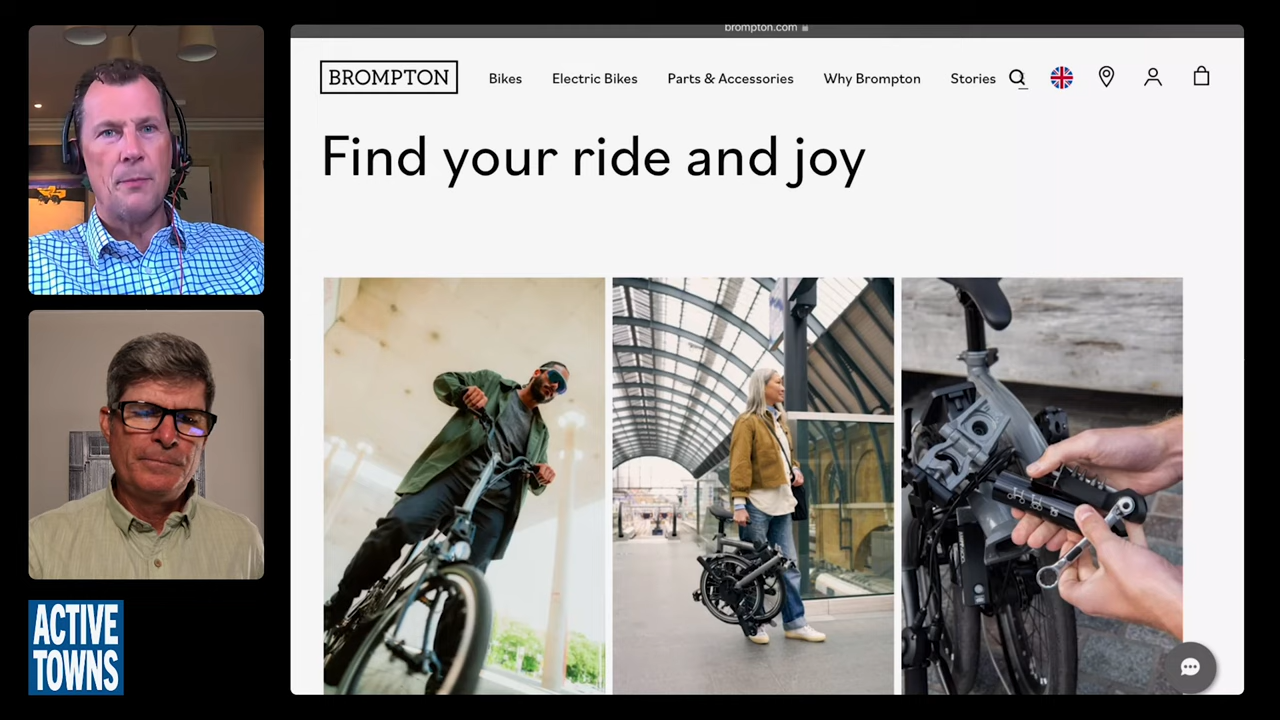 brompton.com
BROMPTON
Bikes
Electric Bikes
Parts & Accessories
Why Brompton
Stories
Find your ride and joy
ACTIVE
TOWNS